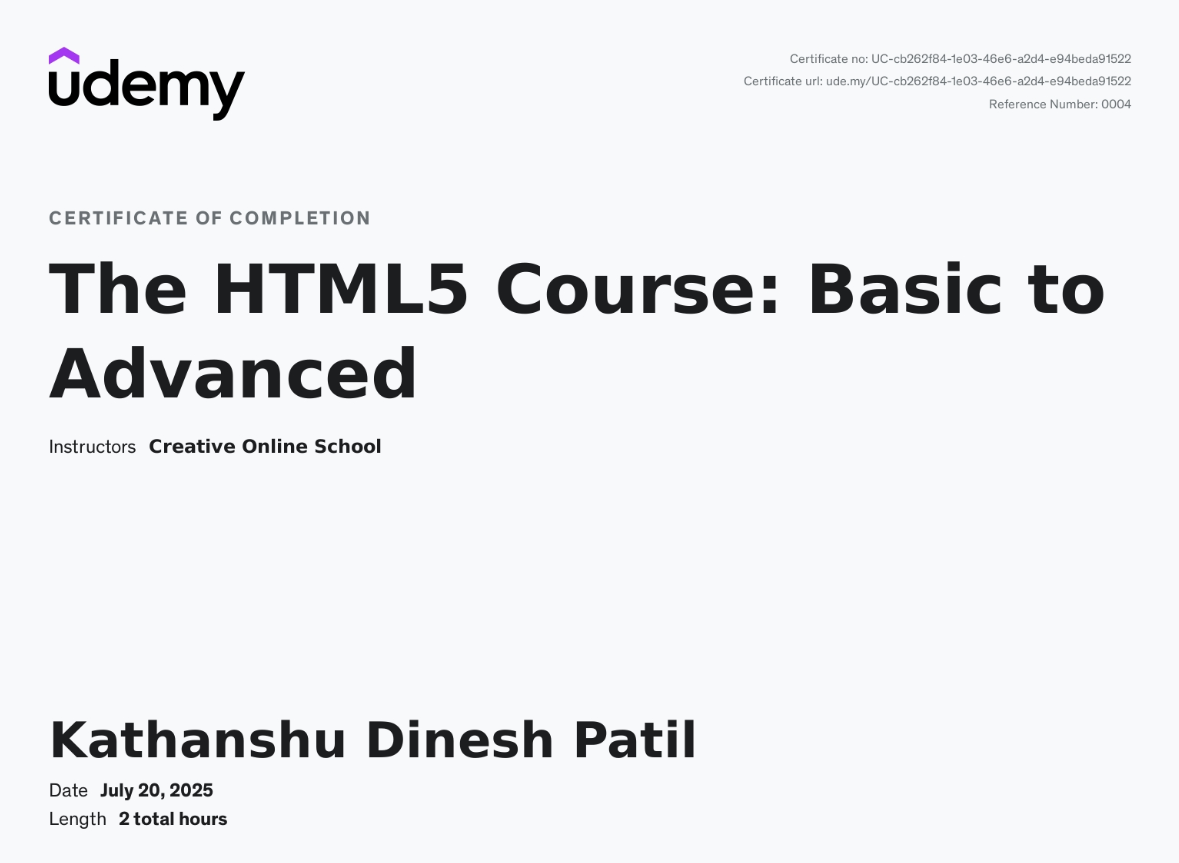 udemy
Certificate no: UC-cb262f84-1e03-46e6-a2d4-e94beda91522
Certificate url: ude.my/UC-cb262f84-1e03-46e6-a2d4-e94beda91522
Reference Number: 0004
CERTIFICATE OF COMPLETION
The HTML5 Course: Basic to
Advanced
Instructors Creative Online School
Kathanshu Dinesh Patil
Date July 20, 2025
Length 2 total hours